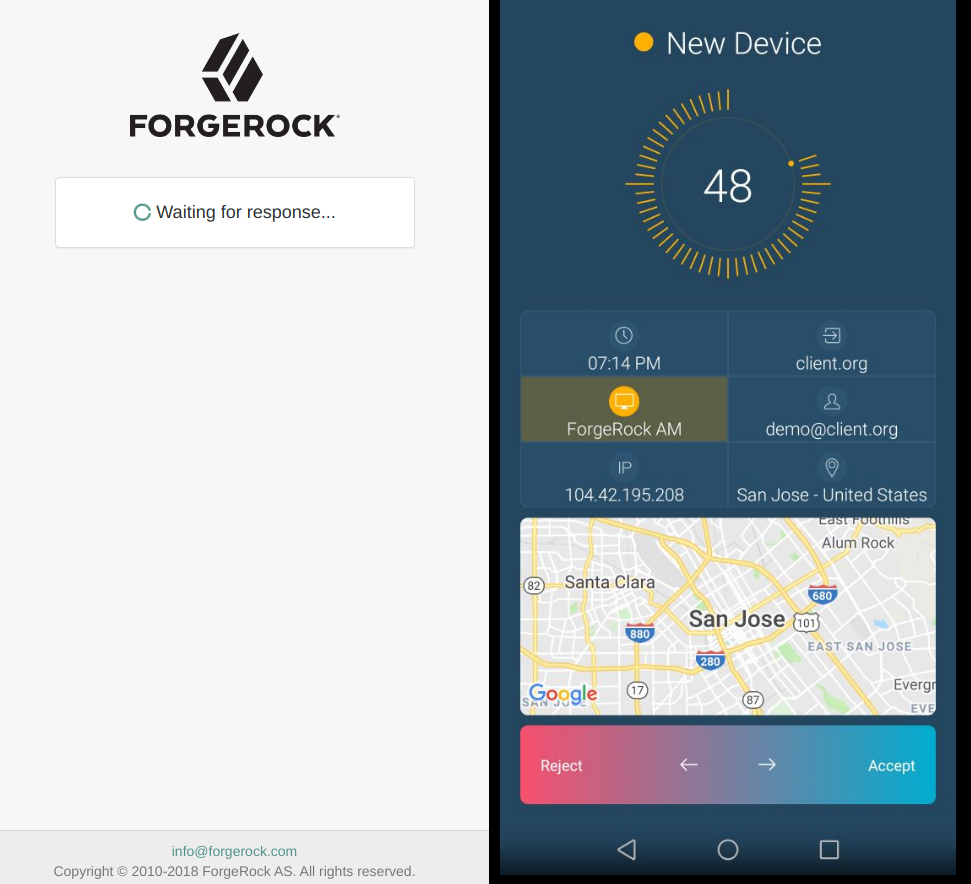 FORGEROCK
Waiting for response...
info@forgerock.com
Copyright © 2010-2018 ForgeRock AS. All rights reserved.
New Device
48
07:14 PM
client.org
ForgeRock AM
demo@client.org
IP
104.42.195.208
San Jose - United States
East Foothills
Alum Rock
82
Santa Clara
680
San Jose
101
880
EAST SAN JOSE
280
Evergr
Google
17
87
SAN JOSE
EVE
Reject
←
→
Accept